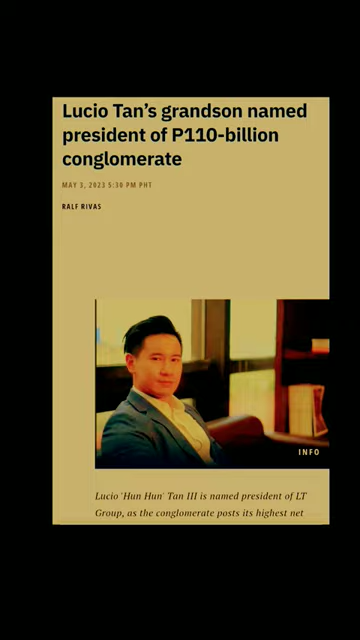 Lucio Tan's grandson named
president of P110-billion
conglomerate
MAY 3, 2023 5:30 PM PHT
RALF RIVAS
INFO
Lucio 'Hun Hun' Tan III is named president of LT
Group, as the conglomerate posts its highest net